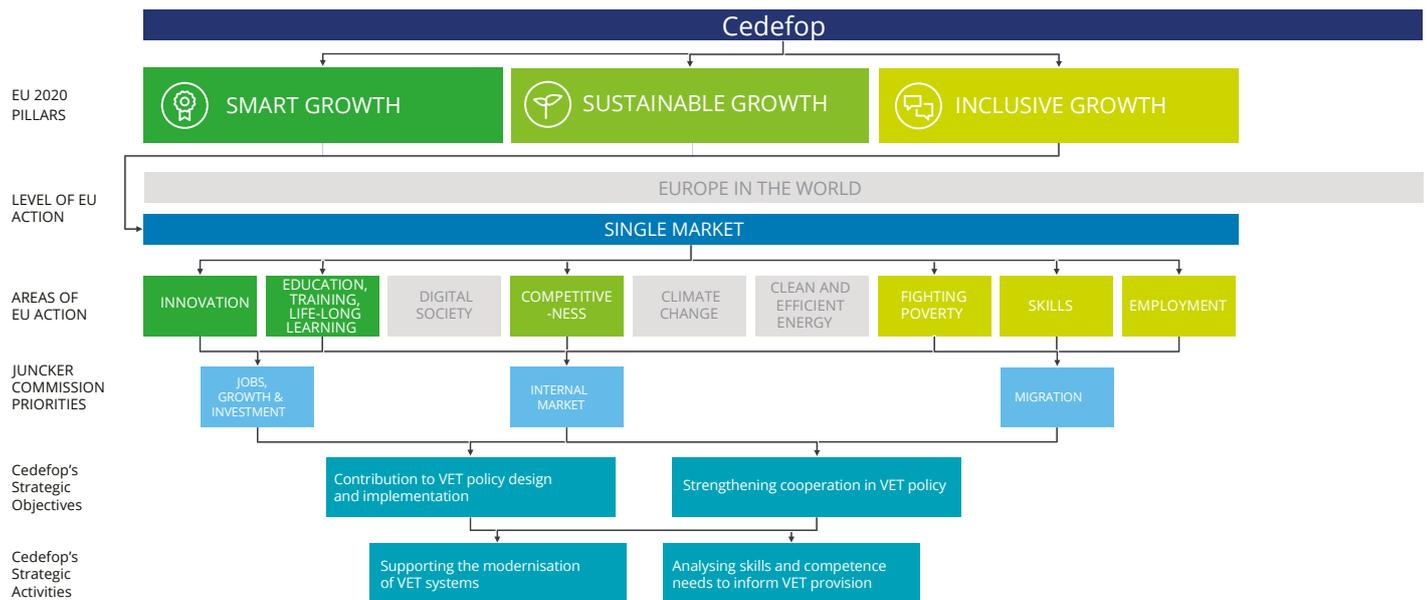 Cedefop
EU 2020
PILLARS
SMART GROWTH
SUSTAINABLE GROWTH
INCLUSIVE GROWTH
LEVEL OF EU
ACTION
EUROPE IN THE WORLD
SINGLE MARKET
AREAS OF
EU ACTION
INNOVATION
EDUCATION,
TRAINING,
LIFE-LONG
LEARNING
DIGITAL
SOCIETY
COMPETITIVE
-NESS
CLIMATE
CHANGE
CLEAN AND
EFFICIENT
ENERGY
FIGHTING
POVERTY
SKILLS
EMPLOYMENT
JUNCKER
COMMISSION
PRIORITIES
JOBS,
GROWTH &
INVESTMENT
INTERNAL
MARKET
MIGRATION
Cedefop’s
Strategic
Objectives
Contribution to VET policy design
and implementation
Strengthening cooperation in VET policy
Cedefop’s
Strategic
Activities
Supporting the modernisation
of VET systems
Analysing skills and competence
needs to inform VET provision